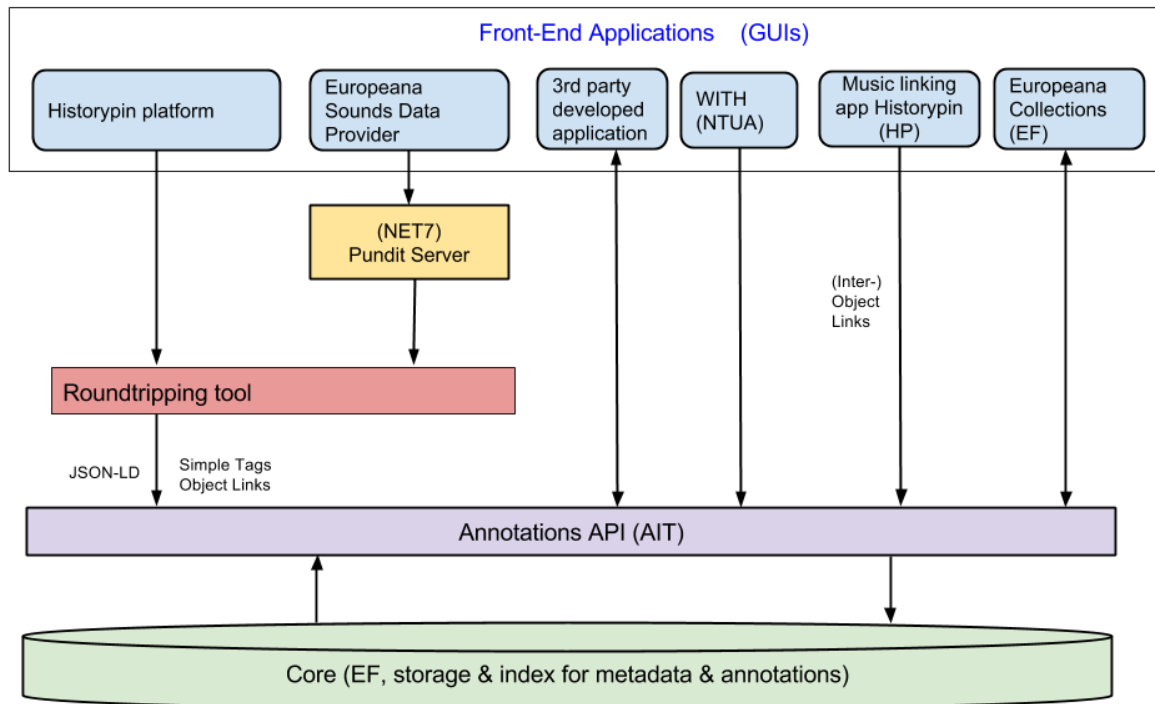 Front-End Applications (GUIs)
Historypin platform
Europeana
Sounds Data
Provider
3rd party
developed
application
WITH
(NTUA)
Music linking
app Historypin
(HP)
Europeana
Collections
(EF)
(NET7)
Pundit Server
(Inter-)
Object
Links
Roundtripping tool
JSON-LD
Simple Tags
Object Links
Annotations API (AIT)
Core (EF, storage & index for metadata & annotations)